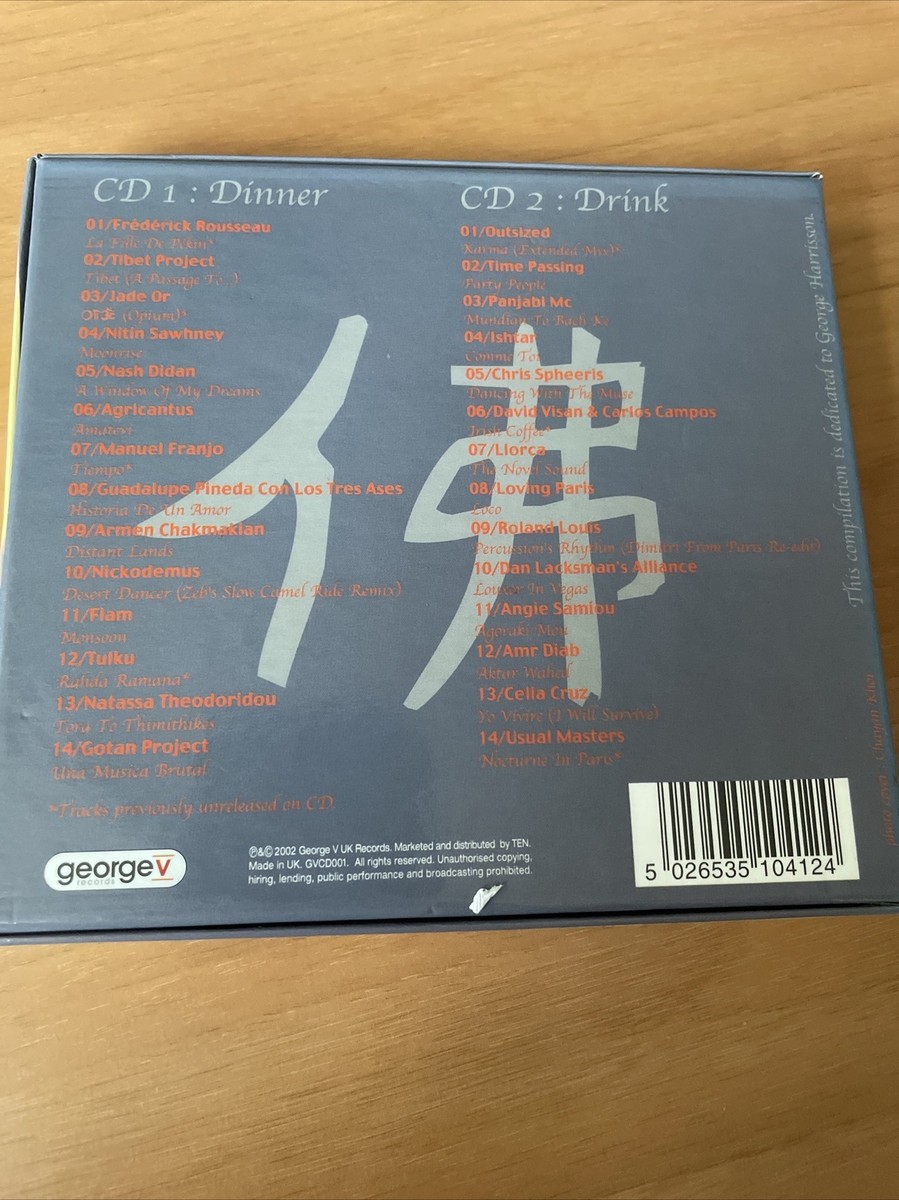 CD 1 : Dinner
01/Frédérick Rousseau
La Fille De Pékin*
02/Tibet Project
Tibet (A Passage To...)
03/Jade Or
(Opium)*
04/Nitin Sawhney
Moonrise
05/Nash Didan
A Window Of My Dreams
06/Agricantus
Amatevi
07/Manuel Franjo
Tiempo*
08/Guadalupe Pineda Con Los Tres Ases
Historia De Un Amor
09/Armen Chakmakian
Distant Lands
10/Nickodemus
Desert Dancer (Zeb's Slow Camel Ride Remix)
11/Flam
Monsoon
12/Tulku
Rahda Ramana*
13/Natassa Theodoridou
Tora To Thimithikes
14/Gotan Project
Una Musica Brutal
*Tracks previously unreleased on CD.
CD 2 : Drink
01/Outsized
Karma (Extended Mix)*
02/Time Passing
Party People
03/Panjabi Mc
Mundian To Bach Ke
04/Ishtar
Comme Toi
05/Chris Spheeris
Dancing With The Muse
06/David Visan & Carlos Campos
Irish Coffee*
07/Llorca
The Novel Sound
08/Loving Paris
Loco
09/Roland Louis
Percussion's Rhythm (Dimitri From Paris Re-edit)
10/Dan Lacksman's Alliance
Louxor In Vegas
11/Angie Samiou
Agoraki Mou
12/Amr Diab
Aktar Wahed
13/Celia Cruz
Yo Vivire (I Will Survive)
14/Usual Masters
Nocturne In Paris*
佛
This compilation is dedicated to George Harrisson.
photo cover : Charjan Khoi
georgeV
records
℗&© 2002 George V UK Records. Marketed and distributed by TEN.
Made in UK. GVCD001. All rights reserved. Unauthorised copying,
hiring, lending, public performance and broadcasting prohibited.
5 026535 104124